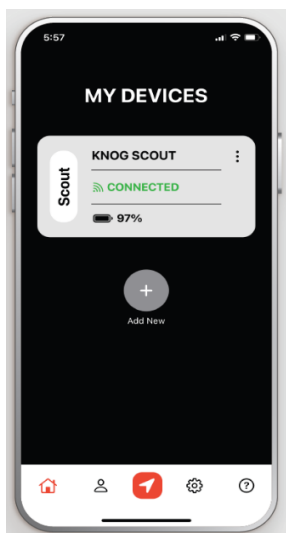 5:57
MY DEVICES
Scout
KNOG SCOUT
CONNECTED
97%
+
Add New
?